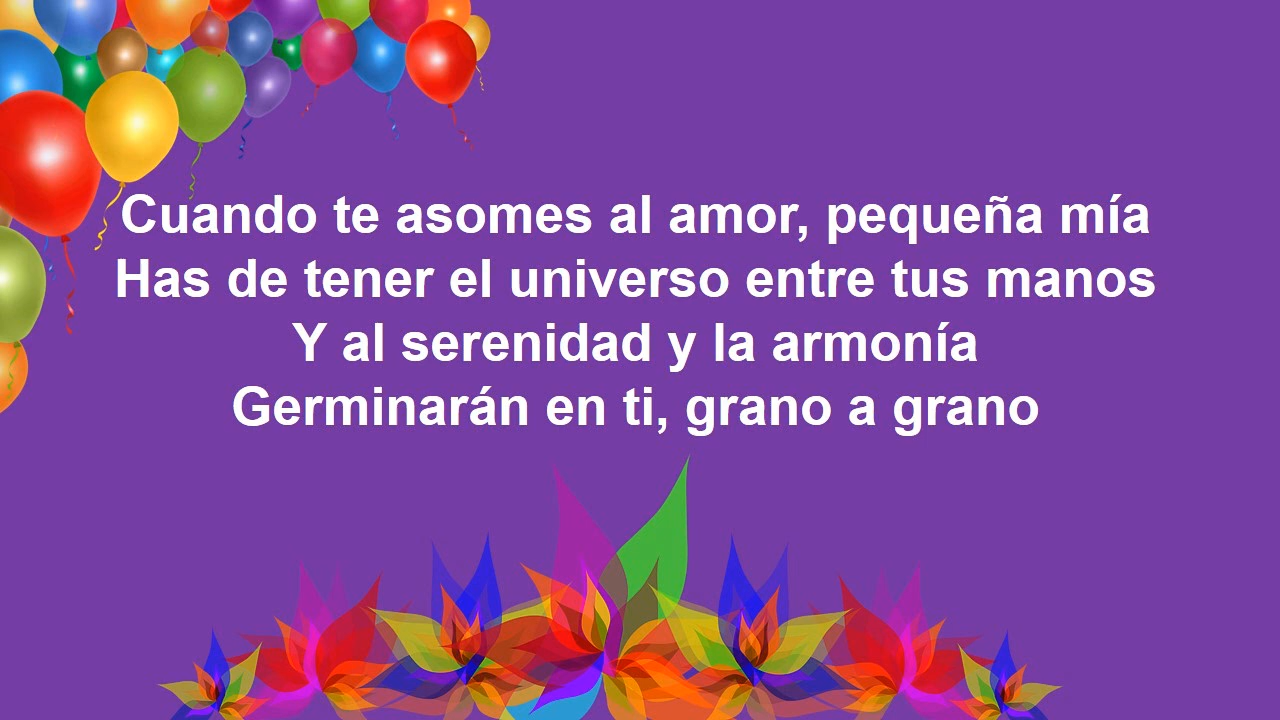 Cuando te asomes al amor, pequeña mía
Has de tener el universo entre tus manos
Y al serenidad y la armonía
Germinarán en ti, grano a grano